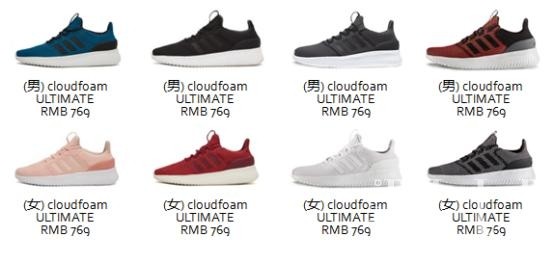 (男) cloudfoam (男) cloudfoam (男) cloudfoam (男) cloudfoam
ULTIMATE ULTIMATE ULTIMATE ULTIMATE
RMB 769 RMB 769 RMB 769 RMB 769
(女) cloudfoam (女) cloudfoam (女) cloudfoam (女) cloudfoam
ULTIMATE ULTIMATE ULTIMATE ULTIMATE
RMB 769 RMB 769 RMB 769 RMB 769